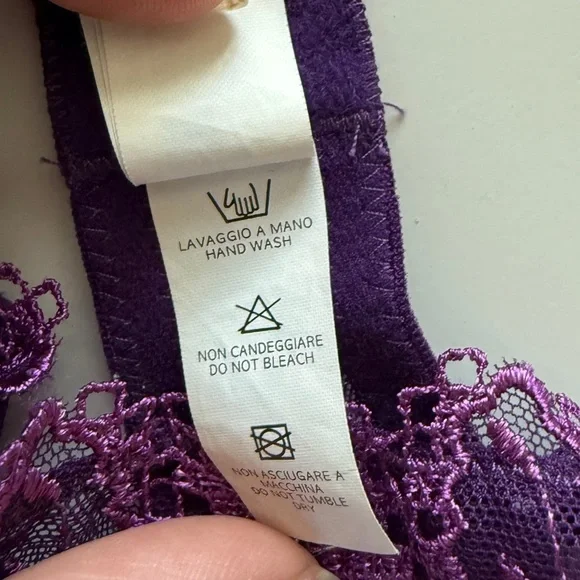 LAVAGGIO A MANO
HAND WASH
NON CANDEGGIARE
DO NOT BLEACH
NON ASCIUGARE A
MACCHINA
DO NOT TUMBLE
DRY